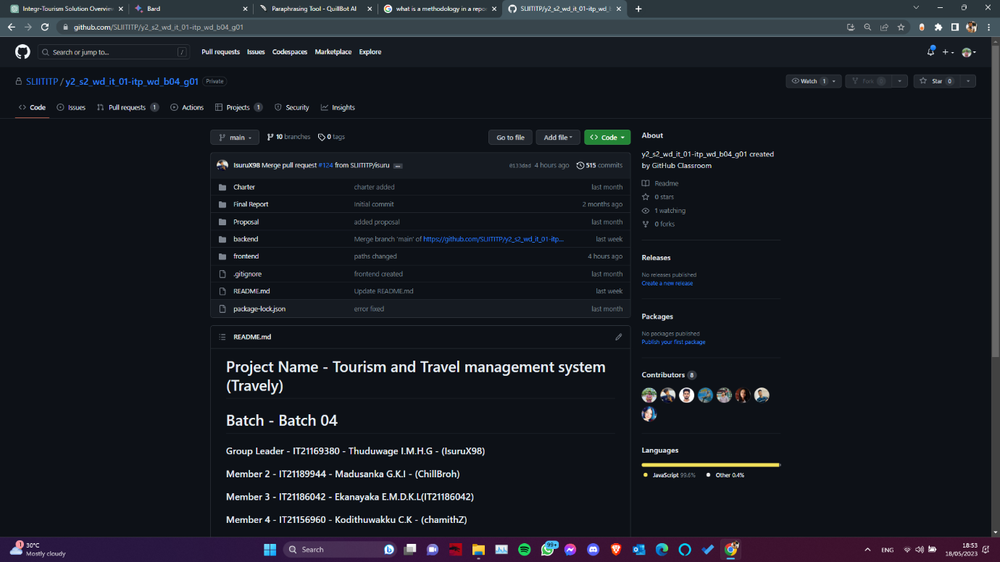 Integr-Tourism Solution Overview
Bard
Paraphrasing Tool - QuillBot AI
what is a methodology in a repor
SLIITITP/y2_s2_wd_it_01-itp_wd_b
github.com/SLIITITP/y2_s2_wd_it_01-itp_wd_b04_g01
Search or jump to... /
Pull requests Issues Codespaces Marketplace Explore
SLIITITP / y2_s2_wd_it_01-itp_wd_b04_g01 Private
Watch 1 Fork 0 Star 0
Code Issues Pull requests 1 Actions Projects 1 Security Insights
main 10 branches 0 tags Go to file Add file Code
IsuruX98 Merge pull request #124 from SLIITITP/isuru ... e133dad 4 hours ago 515 commits
Charter charter added last month
Final Report Initial commit 2 months ago
Proposal added proposal last month
backend Merge branch 'main' of https://github.com/SLIITITP/y2_s2_wd_it_01-itp... last week
frontend paths changed 4 hours ago
.gitignore frontend created last month
README.md Update README.md last week
package-lock.json error fixed last month
README.md
Project Name - Tourism and Travel management system
(Travely)
Batch - Batch 04
Group Leader - IT21169380 - Thuduwage I.M.H.G - (IsuruX98)
Member 2 - IT21189944 - Madusanka G.K.I - (ChillBroh)
Member 3 - IT21186042 - Ekanayaka E.M.D.K.L(IT21186042)
Member 4 - IT21156960 - Kodithuwakku C.K - (chamithZ)
About
y2_s2_wd_it_01-itp_wd_b04_g01 created
by GitHub Classroom
Readme
0 stars
1 watching
0 forks
Releases
No releases published
Create a new release
Packages
No packages published
Publish your first package
Contributors 8
Languages
JavaScript 99.6% Other 0.4%
1
30°C
Mostly cloudy
Search
99+
ENG
18:53
18/05/2023